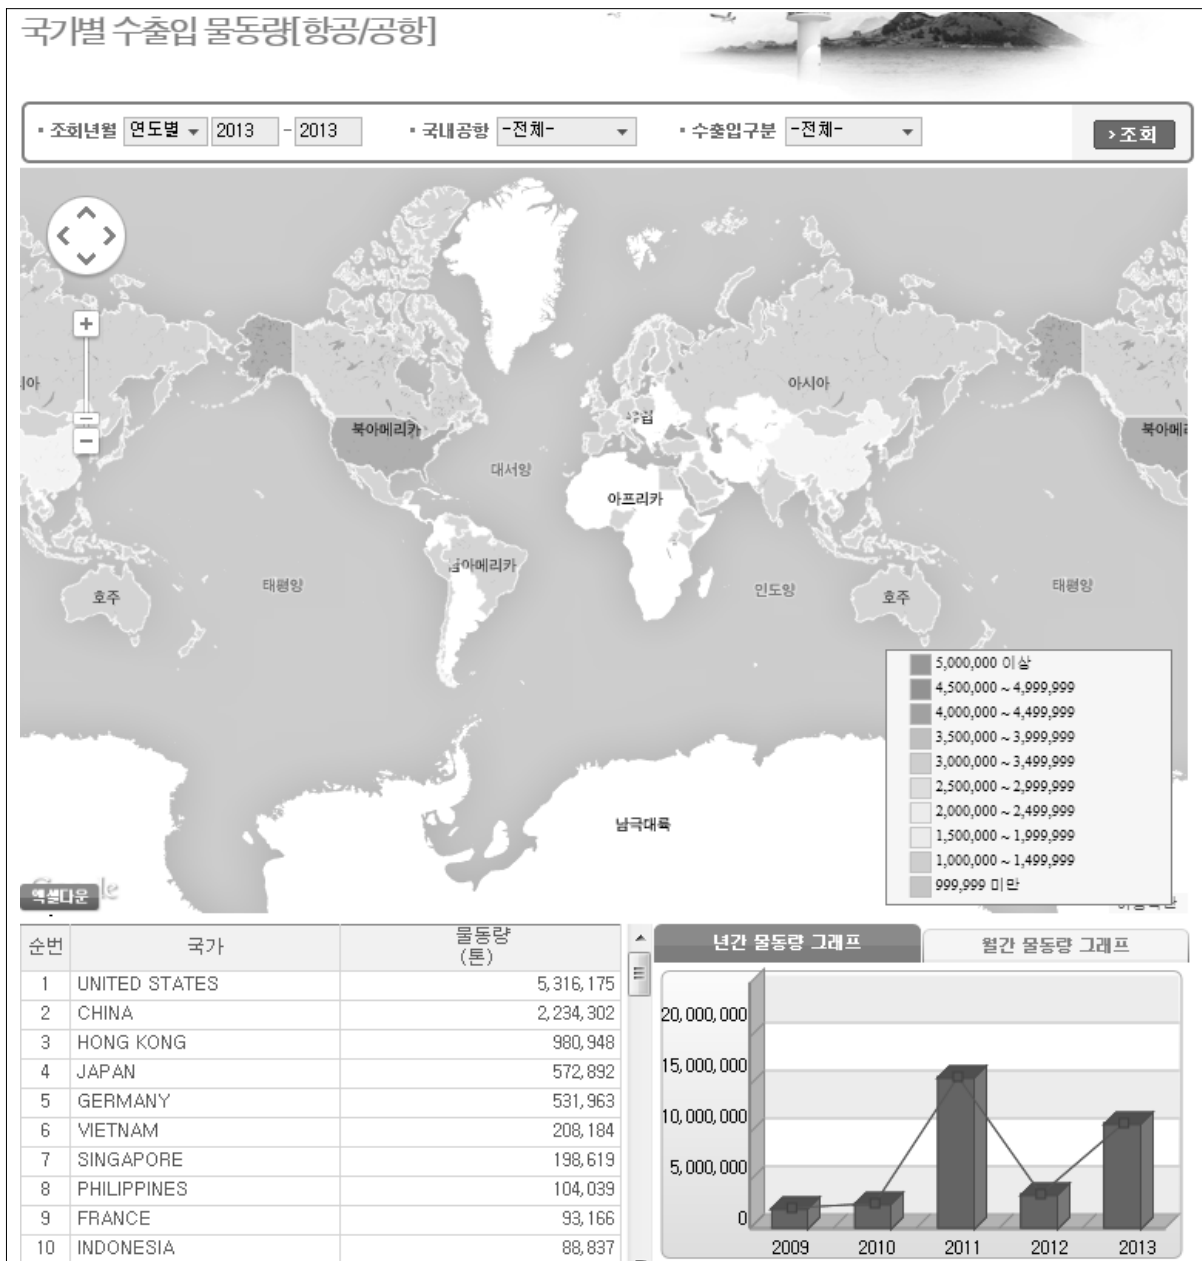 국가별 수출입 물동량[항공/공항]
▪ 조회년월 연도별 2013 - 2013 ▪ 국내공항 -전체- ▪ 수출입구분 -전체- › 조회
아시아
북아메리카
북아메리
대서양
아프리카
남아메리카
호주
태평양
인도양
호주
태평양
남극대륙
5,000,000 이상
4,500,000 ~ 4,999,999
4,000,000 ~ 4,499,999
3,500,000 ~ 3,999,999
3,000,000 ~ 3,499,999
2,500,000 ~ 2,999,999
2,000,000 ~ 2,499,999
1,500,000 ~ 1,999,999
1,000,000 ~ 1,499,999
999,999 미만
엑셀다운
순번 국가 물동량
(톤)
1 UNITED STATES 5,316,175
2 CHINA 2,234,302
3 HONG KONG 980,948
4 JAPAN 572,892
5 GERMANY 531,963
6 VIETNAM 208,184
7 SINGAPORE 198,619
8 PHILIPPINES 104,039
9 FRANCE 93,166
10 INDONESIA 88,837
년간 물동량 그래프 월간 물동량 그래프
20,000,000
15,000,000
10,000,000
5,000,000
0
2009 2010 2011 2012 2013